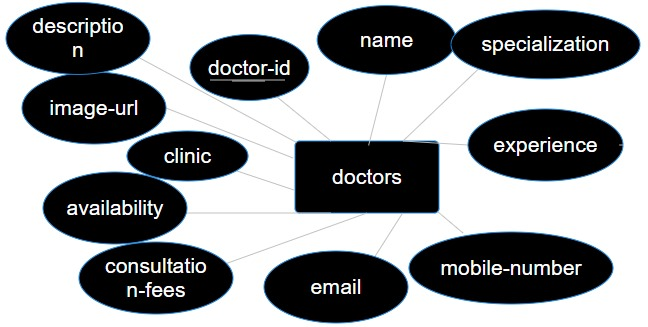 descriptio
n
doctor-id
name
specialization
image-url
clinic
doctors
experience
availability
consultatio
n-fees
email
mobile-number